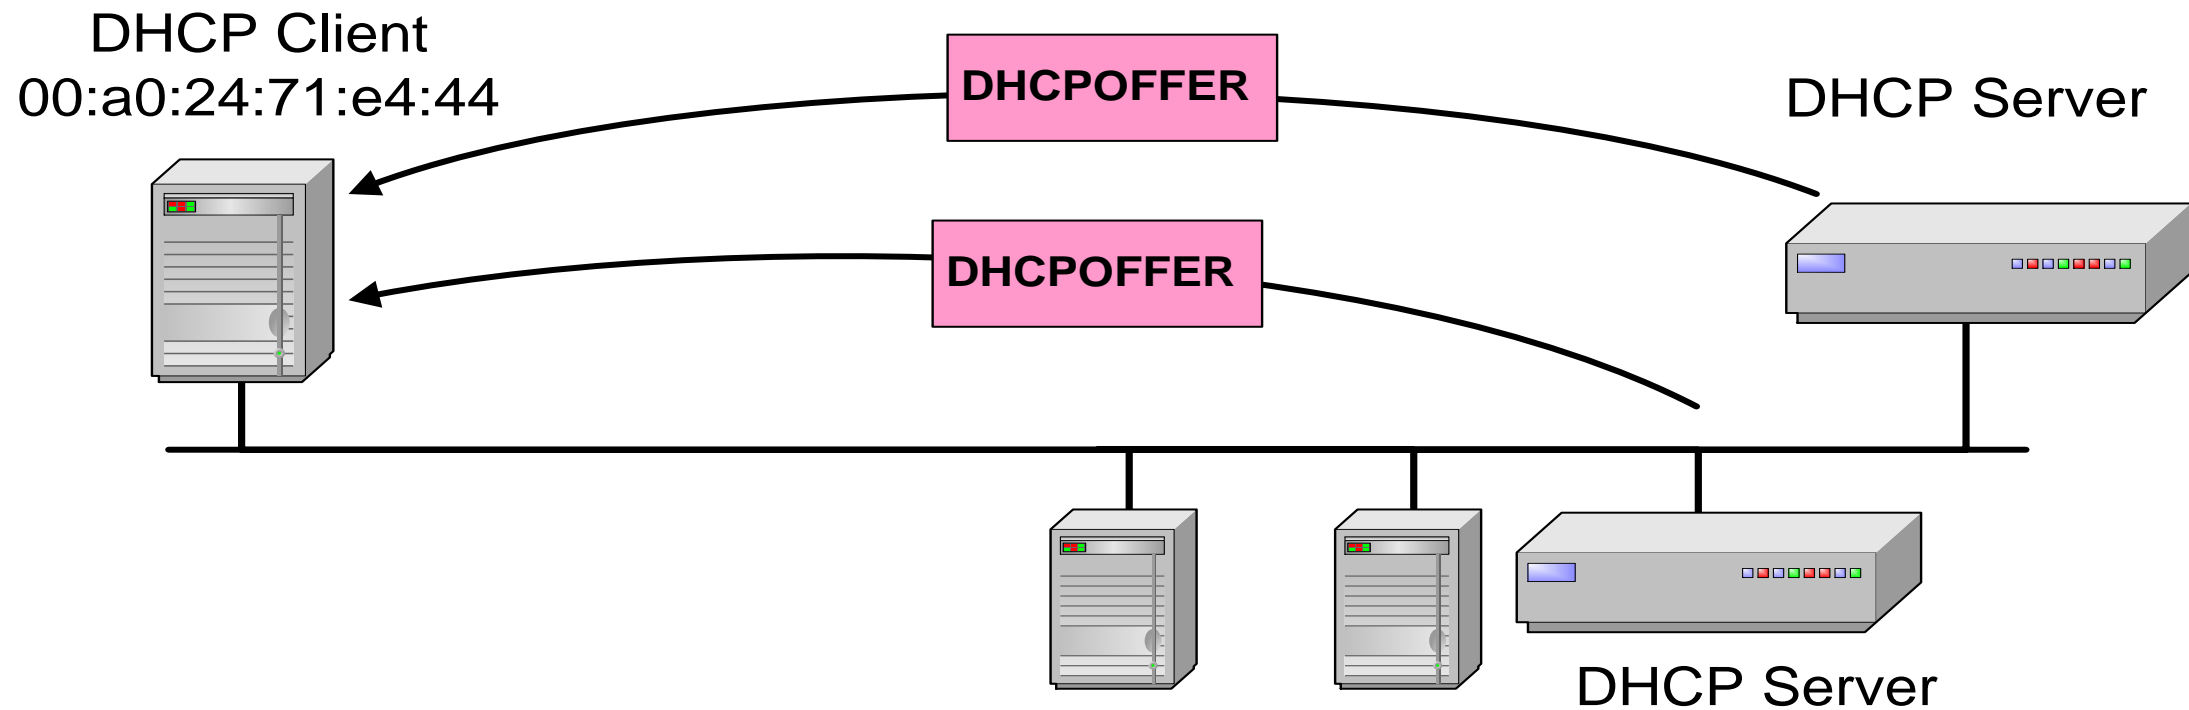 DHCP Client
00:a0:24:71:e4:44
DHCPOFFER
DHCP Server
DHCPOFFER
DHCP Server